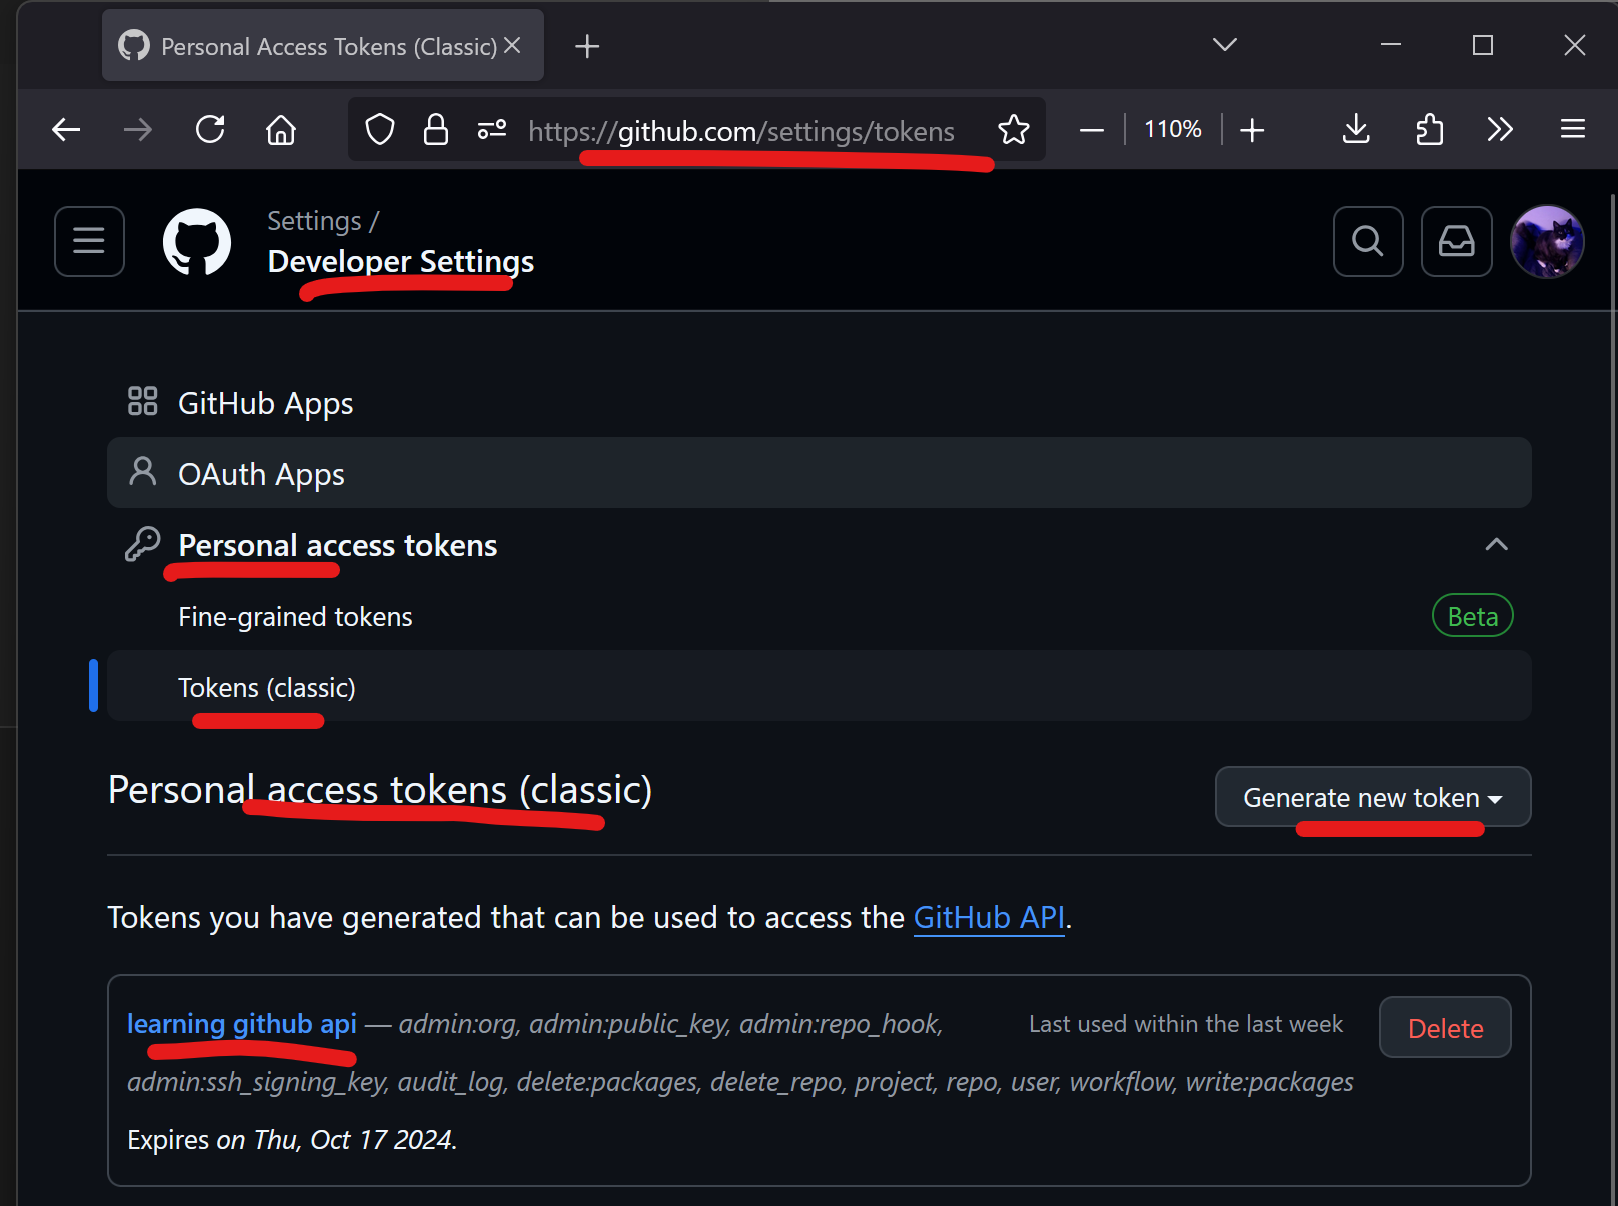 Personal Access Tokens (Classic)
https://github.com/settings/tokens
110%
Settings /
Developer Settings
GitHub Apps
OAuth Apps
Personal access tokens
Fine-grained tokens
Beta
Tokens (classic)
Personal access tokens (classic)
Generate new token
Tokens you have generated that can be used to access the GitHub API.
learning github api — admin:org, admin:public_key, admin:repo_hook,
Last used within the last week
Delete
admin:ssh_signing_key, audit_log, delete:packages, delete_repo, project, repo, user, workflow, write:packages
Expires on Thu, Oct 17 2024.